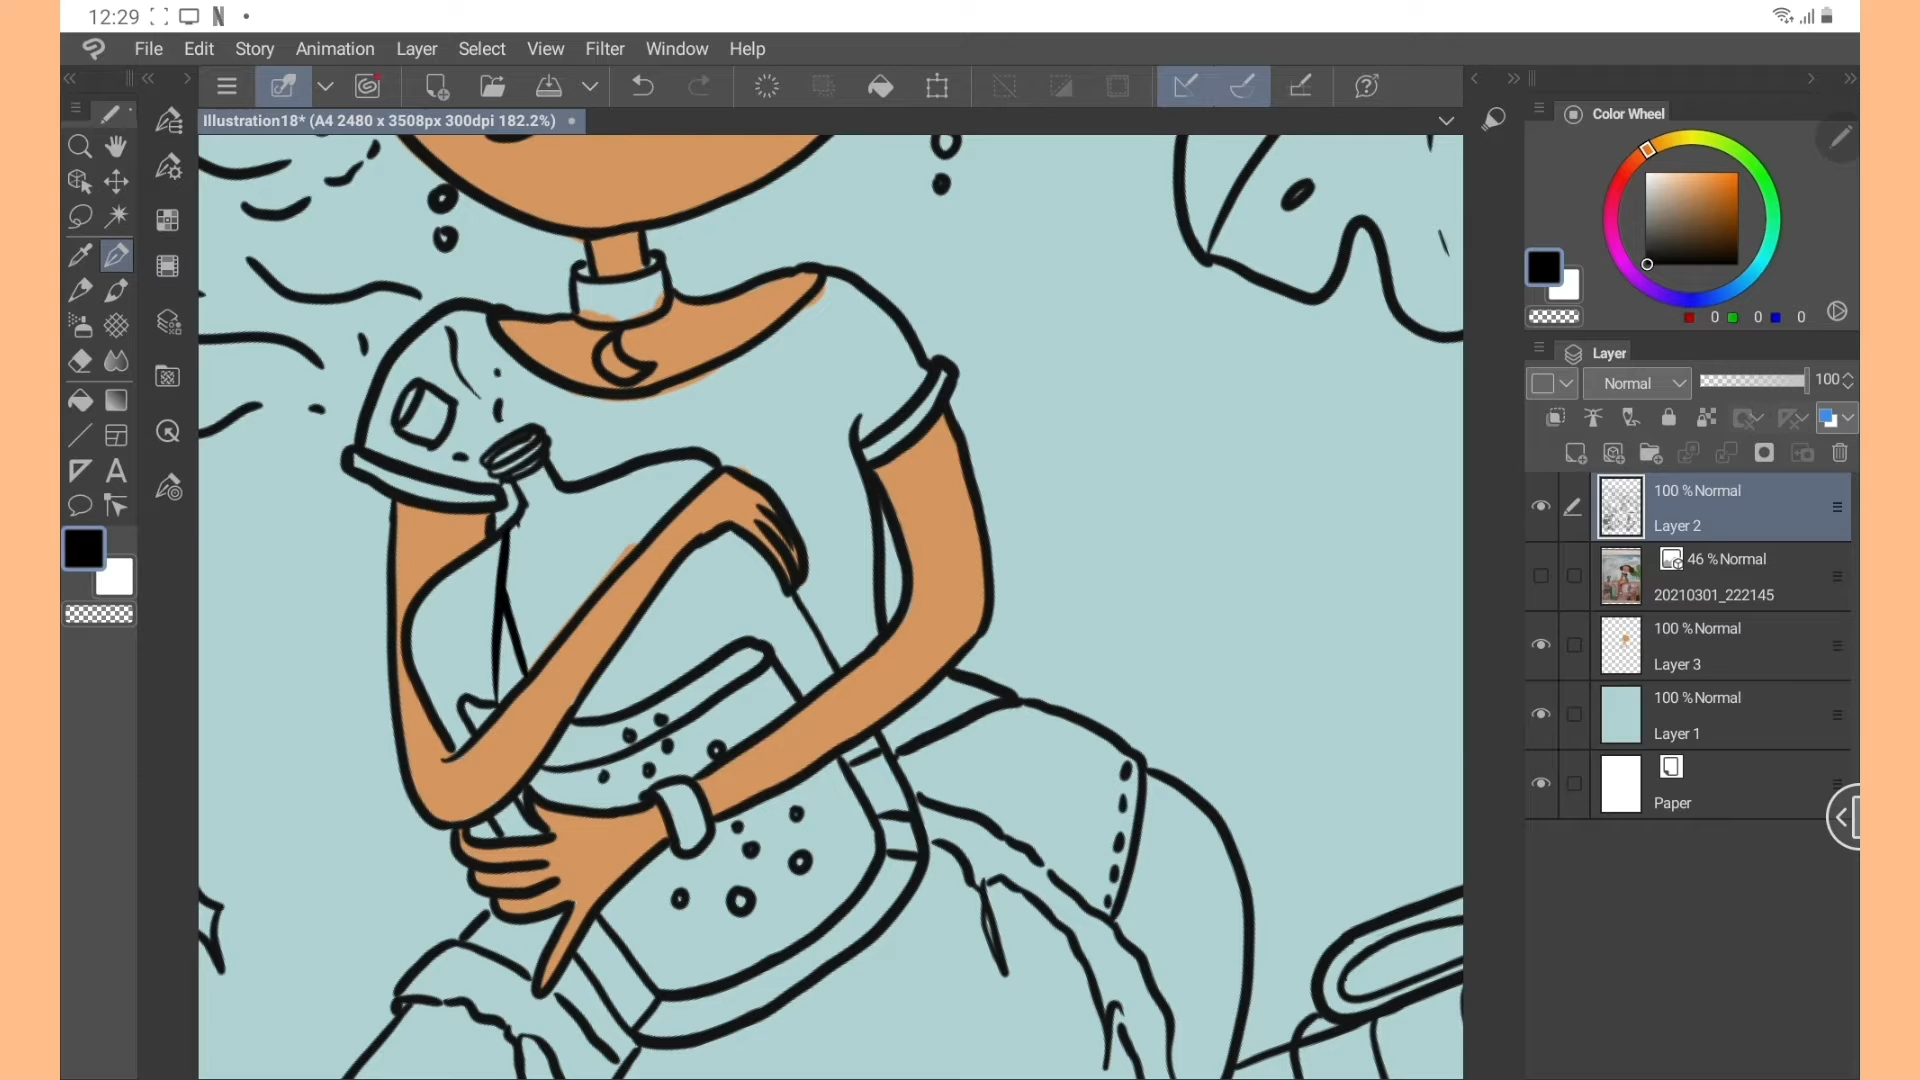 12:29
File Edit Story Animation Layer Select View Filter Window Help
Illustration18* (A4 2480 x 3508px 300dpi 182.2%)
Color Wheel
0 0 0
Layer
Normal 100
100 %Normal
Layer 2
46 %Normal
20210301_222145
100 %Normal
Layer 3
100 %Normal
Layer 1
Paper